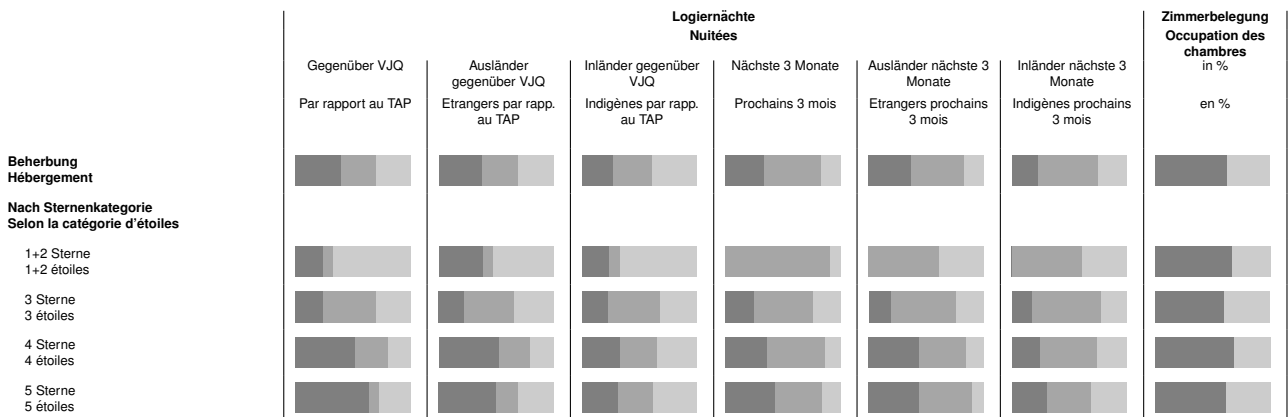 Logiernächte
Nuitées
Zimmerbelegung
Occupation des
chambres
Gegenüber VJQ
Ausländer
gegenüber VJQ
Inländer gegenüber
VJQ
Nächste 3 Monate
Ausländer nächste 3
Monate
Inländer nächste 3
Monate
in %
Par rapport au TAP
Etrangers par rapp.
au TAP
Indigènes par rapp.
au TAP
Prochains 3 mois
Etrangers prochains
3 mois
Indigènes prochains
3 mois
en %
Beherbung
Hébergement
Nach Sternenkategorie
Selon la catégorie d'étoiles
1+2 Sterne
1+2 étoiles
3 Sterne
3 étoiles
4 Sterne
4 étoiles
5 Sterne
5 étoiles